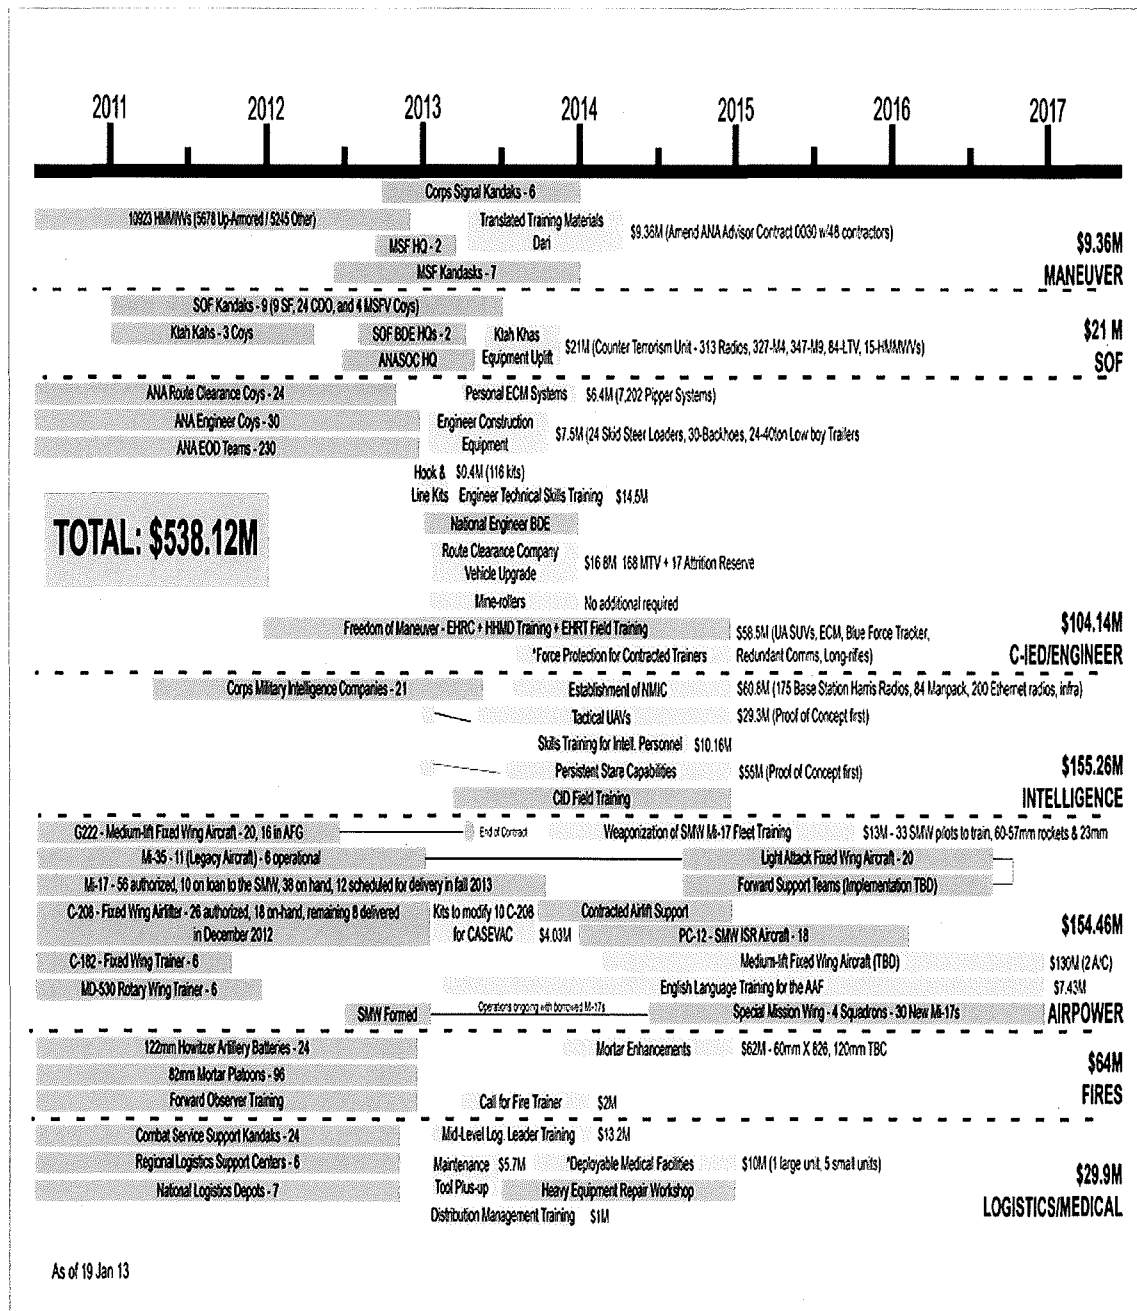 2011 2012 2013 2014 2015 2016 2017
Corps Signal Kandaks - 6
10923 HMMWVs (5678 Up-Armored / 5245 Other)
Translated Training Materials
Dari
$9.36M (Amend ANA Advisor Contract 0030 w/48 contractors)
MSF HQ - 2
MSF Kandasks - 7
$9.36M
MANEUVER
SOF Kandaks - 9 (9 SF, 24 CDO, and 4 MSFV Coys)
Ktah Kahs - 3 Coys
SOF BDE HQs - 2
ANASOC HQ
Ktah Khas
Equipment Uplift
$21M (Counter Terrorism Unit - 313 Radios, 327-M4, 347-M9, 84-LTV, 15-HMMWVs)
$21 M
SOF
ANA Route Clearance Coys - 24
Personal ECM Systems
$6.4M (7,202 Pipper Systems)
ANA Engineer Coys - 30
Engineer Construction
Equipment
$7.5M (24 Skid Steer Loaders, 30-Backhoes, 24-40ton Low boy Trailers
ANA EOD Teams - 230
Hook &
Line Kits
$0.4M (116 kits)
Engineer Technical Skills Training $14.5M
TOTAL: $538.12M
National Engineer BDE
Route Clearance Company
Vehicle Upgrade
$16.8M 168 MTV + 17 Attrition Reserve
Mine-rollers
No additional required
Freedom of Maneuver - EHRC + HHMD Training + EHRT Field Training
*Force Protection for Contracted Trainers
$58.5M (UA SUVs, ECM, Blue Force Tracker,
Redundant Comms, Long-rifles)
$104.14M
C-IED/ENGINEER
Corps Military Intelligence Companies - 21
Establishment of NMIC
$60.8M (175 Base Station Harris Radios, 84 Manpack, 200 Ethernet radios, infra)
Tactical UAVs
$29.3M (Proof of Concept first)
Skills Training for Intell. Personnel $10.16M
Persistent Stare Capabilities
$55M (Proof of Concept first)
CID Field Training
$155.26M
INTELLIGENCE
G222 - Medium-lift Fixed Wing Aircraft - 20, 16 in AFG
End of Contract
Weaponization of SMW Mi-17 Fleet Training
$13M - 33 SMW pilots to train, 60-57mm rockets & 23mm
Mi-35 - 11 (Legacy Aircraft) - 6 operational
Light Attack Fixed Wing Aircraft - 20
Mi-17 - 56 authorized, 10 on loan to the SMW, 38 on hand, 12 scheduled for delivery in fall 2013
Forward Support Teams (Implementation TBD)
C-208 - Fixed Wing Airlifter - 26 authorized, 18 on-hand, remaining 8 delivered
in December 2012
Kits to modify 10 C-208
for CASEVAC
$4.03M
Contracted Airlift Support
PC-12 - SMW ISR Aircraft - 18
C-182 - Fixed Wing Trainer - 6
Medium-lift Fixed Wing Aircraft (TBD)
$130M (2 A/C)
MD-530 Rotary Wing Trainer - 6
English Language Training for the AAF
$7.43M
SMW Formed
Operations ongoing with borrowed Mi-17s
Special Mission Wing - 4 Squadrons - 30 New Mi-17s
$154.46M
AIRPOWER
122mm Howitzer Artillery Batteries - 24
Mortar Enhancements
$62M - 60mm X 826, 120mm TBC
82mm Mortar Platoons - 96
Forward Observer Training
Call for Fire Trainer
$2M
$64M
FIRES
Combat Service Support Kandaks - 24
Mid-Level Log. Leader Training
$13.2M
Regional Logistics Support Centers - 6
Maintenance
Tool Plus-up
$5.7M
*Deployable Medical Facilities
$10M (1 large unit, 5 small units)
National Logistics Depots - 7
Heavy Equipment Repair Workshop
Distribution Management Training
$1M
$29.9M
LOGISTICS/MEDICAL
As of 19 Jan 13